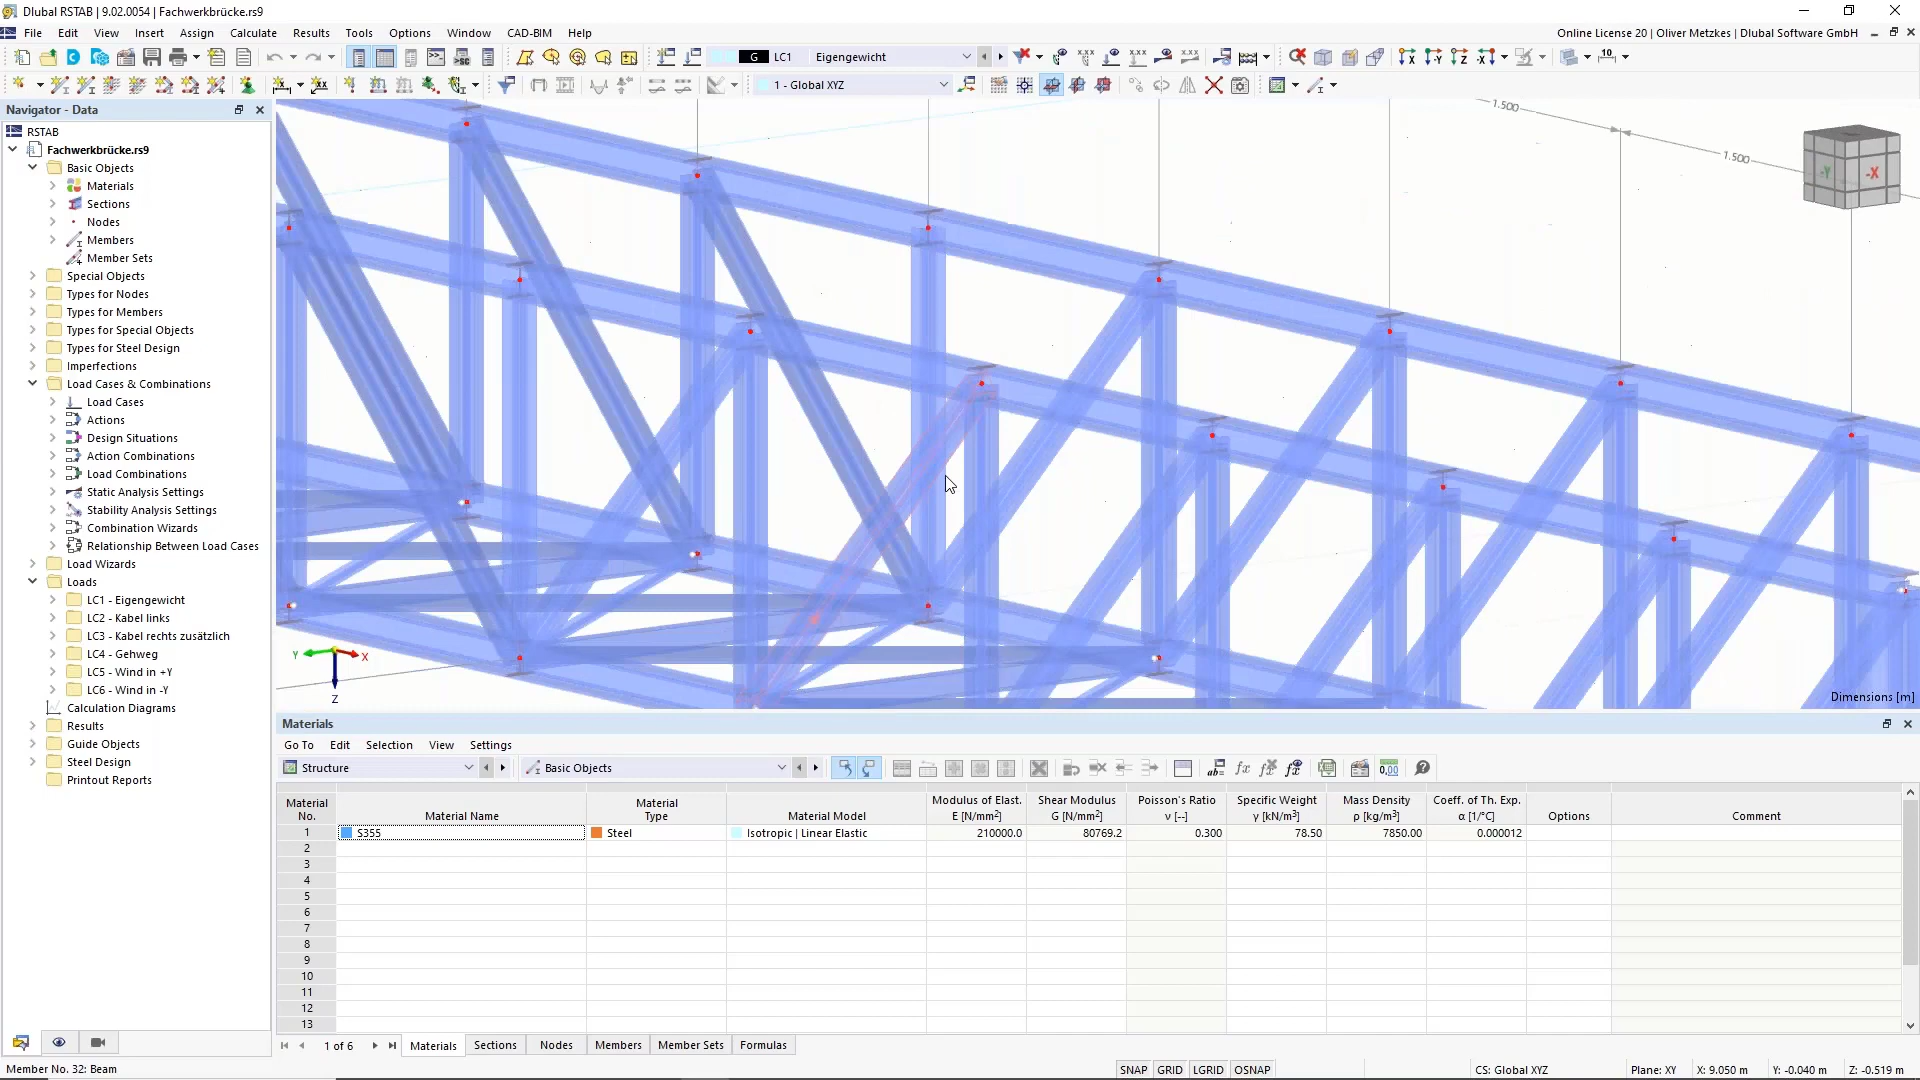 Dlubal RSTAB | 9.02.0054 | Fachwerkbrücke.rs9
File Edit View Insert Assign Calculate Results Tools Options Window CAD-BIM Help
Online License 20 | Oliver Metzkes | Dlubal Software GmbH
G LC1 Eigengewicht
1 - Global XYZ
Navigator - Data
RSTAB
Fachwerkbrücke.rs9
Basic Objects
Materials
Sections
Nodes
Members
Member Sets
Special Objects
Types for Nodes
Types for Members
Types for Special Objects
Types for Steel Design
Imperfections
Load Cases & Combinations
Load Cases
Actions
Design Situations
Action Combinations
Load Combinations
Static Analysis Settings
Stability Analysis Settings
Combination Wizards
Relationship Between Load Cases
Load Wizards
Loads
LC1 - Eigengewicht
LC2 - Kabel links
LC3 - Kabel rechts zusätzlich
LC4 - Gehweg
LC5 - Wind in +Y
LC6 - Wind in -Y
Calculation Diagrams
Results
Guide Objects
Steel Design
Printout Reports
1.500
1.500
-Y -X
Y X
Z
Dimensions [m]
Materials
Go To Edit Selection View Settings
Structure Basic Objects
Material No. Material Name Material Type Material Model Modulus of Elast. E [N/mm²] Shear Modulus G [N/mm²] Poisson's Ratio ν [--] Specific Weight γ [kN/m³] Mass Density ρ [kg/m³] Coeff. of Th. Exp. α [1/°C] Options Comment
1 S355 Steel Isotropic | Linear Elastic 210000.0 80769.2 0.300 78.50 7850.00 0.000012
2
3
4
5
6
7
8
9
10
11
12
13
1 of 6 Materials Sections Nodes Members Member Sets Formulas
Member No. 32: Beam
SNAP GRID LGRID OSNAP
CS: Global XYZ
Plane: XY X: 9.050 m Y: -0.040 m Z: -0.519 m